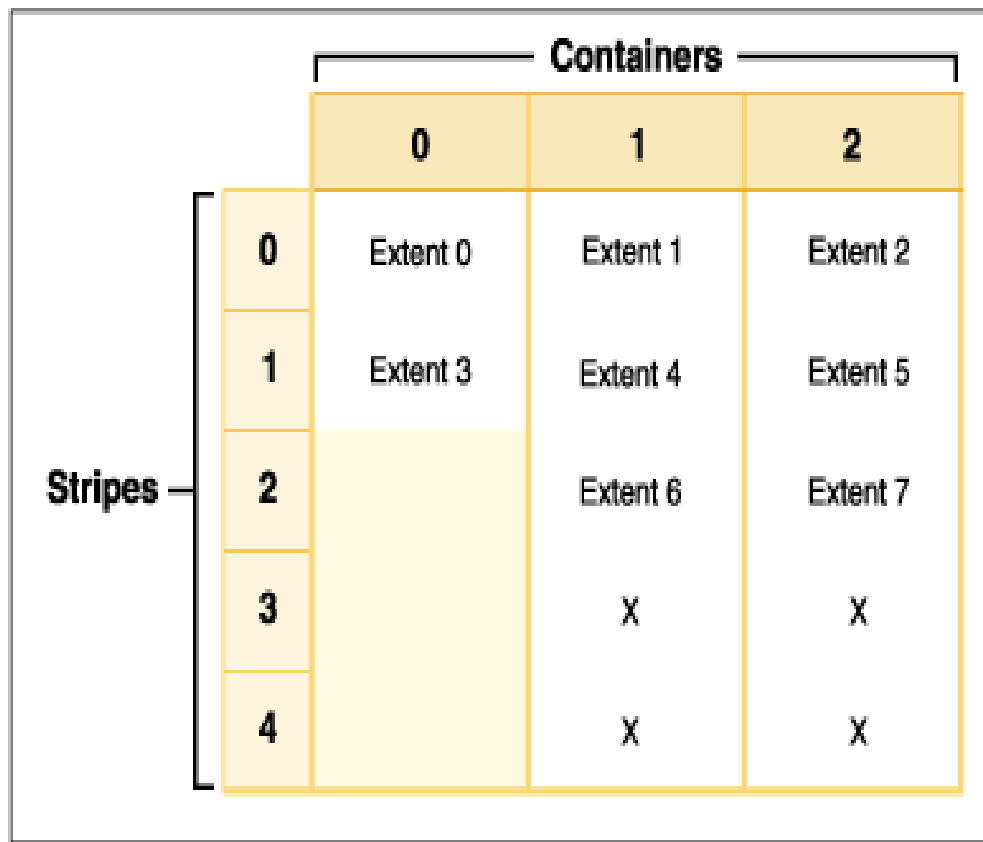 Containers
0 1 2
0 Extent 0 Extent 1 Extent 2
1 Extent 3 Extent 4 Extent 5
Stripes
2 Extent 6 Extent 7
3 X X
4 X X